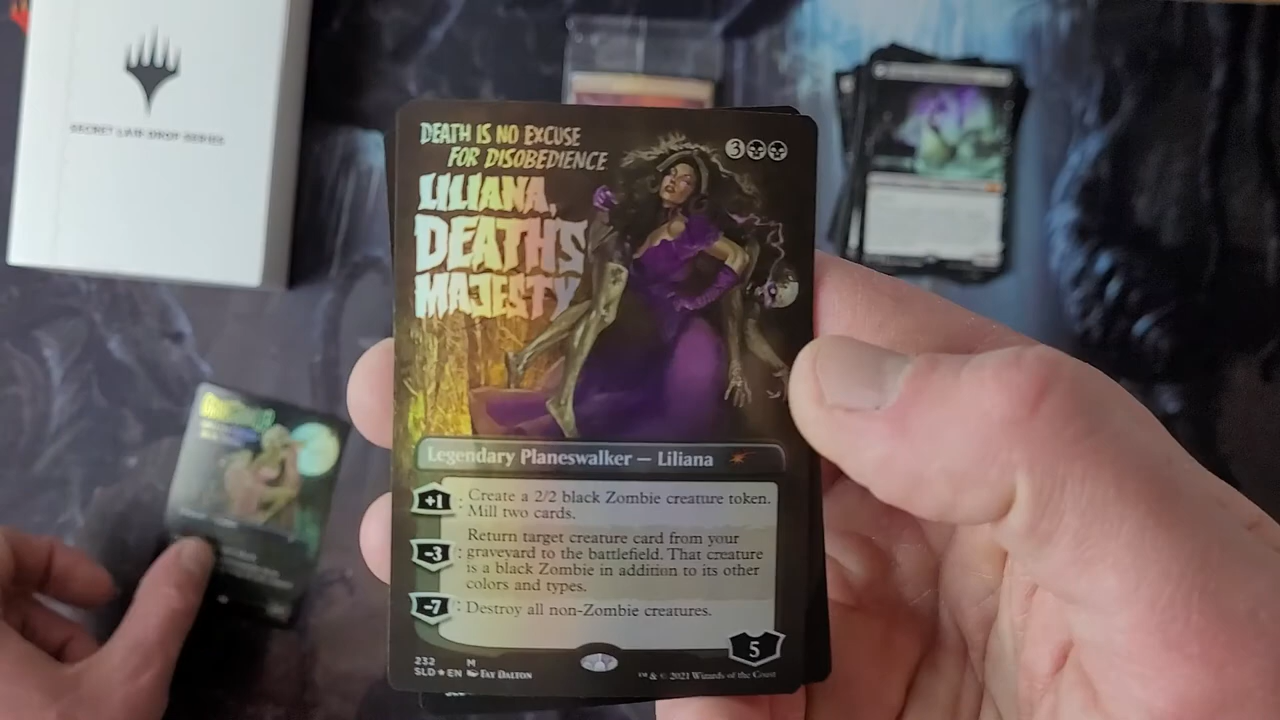 SECRET LAIR DROP SERIES
DEATH IS NO EXCUSE
FOR DISOBEDIENCE
3
LILIANA,
DEATH'S
MAJESTY
Legendary Planeswalker — Liliana
+1 : Create a 2/2 black Zombie creature token.
Mill two cards.
Return target creature card from your
-3 : graveyard to the battlefield. That creature
is a black Zombie in addition to its other
colors and types.
-7 : Destroy all non-Zombie creatures.
5
232 M
SLD ★ EN FAY DALTON
™ & © 2021 Wizards of the Coast